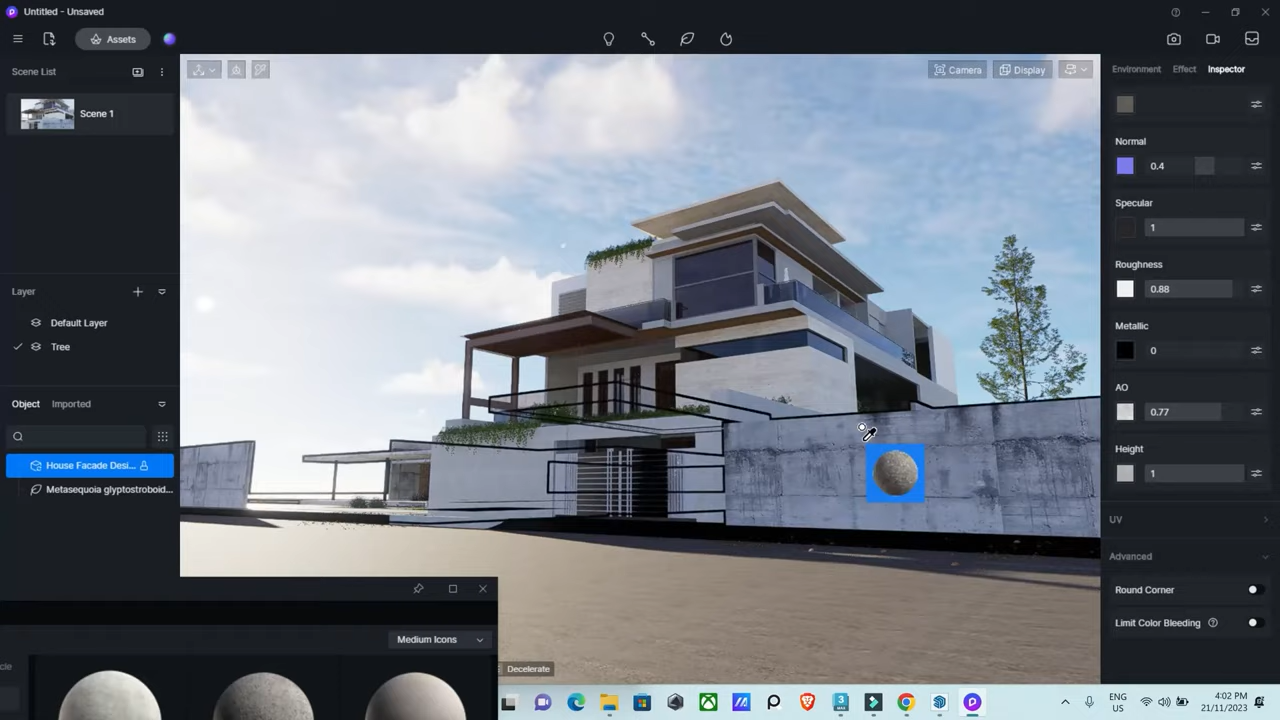 Untitled - Unsaved
Assets
Scene List
Scene 1
Layer
Default Layer
Tree
Object
Imported
House Facade Desi...
Metasequoia glyptostroboid...
Camera
Display
Environment
Effect
Inspector
Normal
0.4
Specular
1
Roughness
0.88
Metallic
0
AO
0.77
Height
1
UV
Advanced
Round Corner
Limit Color Bleeding
Medium Icons
Decelerate
ENG
US
4:02 PM
21/11/2023